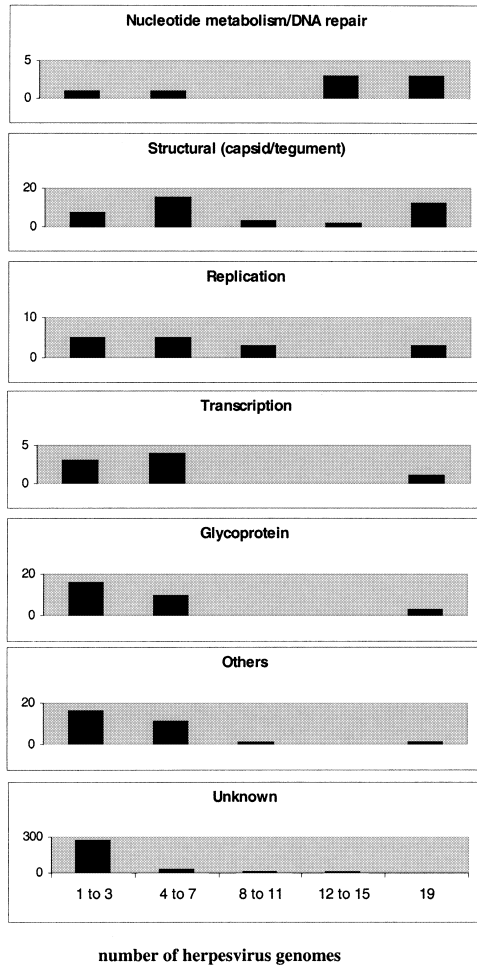 Nucleotide metabolism/DNA repair
5
0
Structural (capsid/tegument)
20
0
Replication
10
0
Transcription
5
0
Glycoprotein
20
0
Others
20
0
Unknown
300
0
1 to 3 4 to 7 8 to 11 12 to 15 19
number of herpesvirus genomes